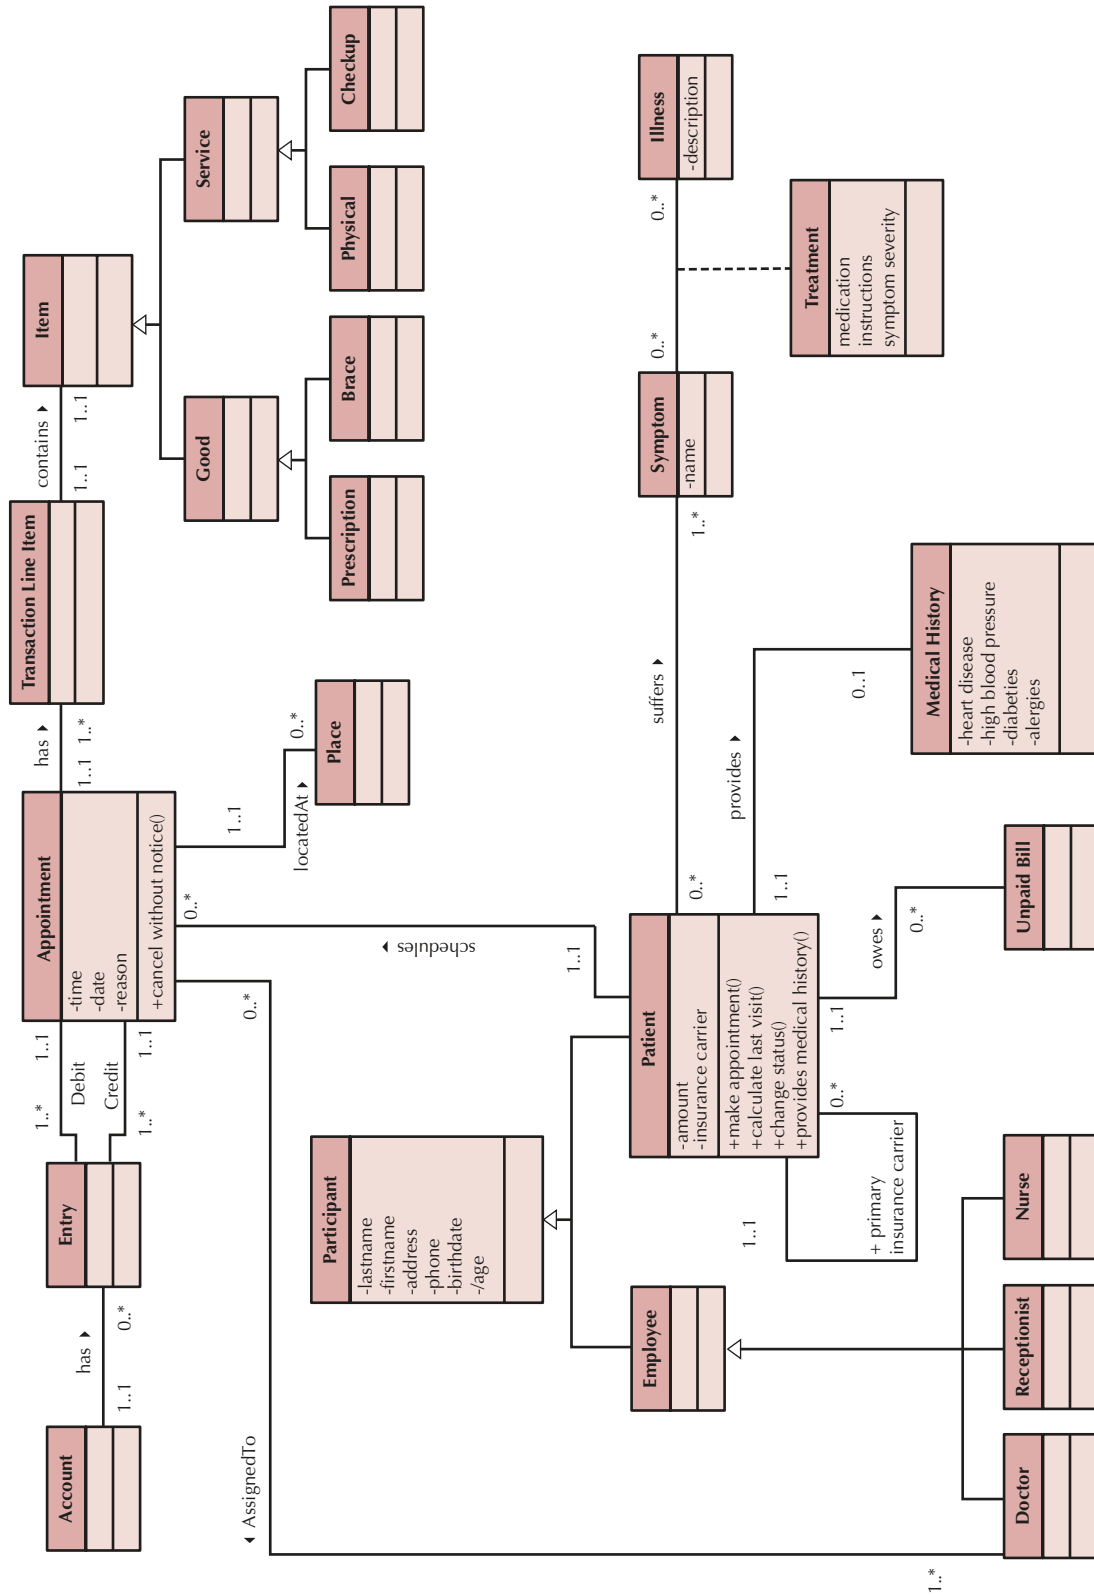 Account
has ▸
1..1
0..*
Entry
1..*
Debit
1..1
1..*
Credit
1..1
Appointment
-time
-date
-reason
+cancel without notice()
has ▸
1..1
1..*
Transaction Line Item
contains ▸
1..1
1..1
Item
Good
Service
Prescription
Brace
Physical
Checkup
1..1
locatedAt ▸
0..*
Place
0..*
schedules ▸
1..1
0..*
◂ AssignedTo
1..*
Participant
-lastname
-firstname
-address
-phone
-birthdate
-/age
Employee
Patient
-amount
-insurance carrier
+make appointment()
+calculate last visit()
+change status()
+provides medical history()
1..1
+ primary
insurance carrier
0..*
0..*
suffers ▸
1..*
Symptom
-name
0..*
0..*
Illness
-description
Treatment
medication
instructions
symptom severity
1..1
provides ▸
0..1
Medical History
-heart disease
-high blood pressure
-diabeties
-alergies
1..1
owes ▸
0..*
Unpaid Bill
Doctor
Receptionist
Nurse